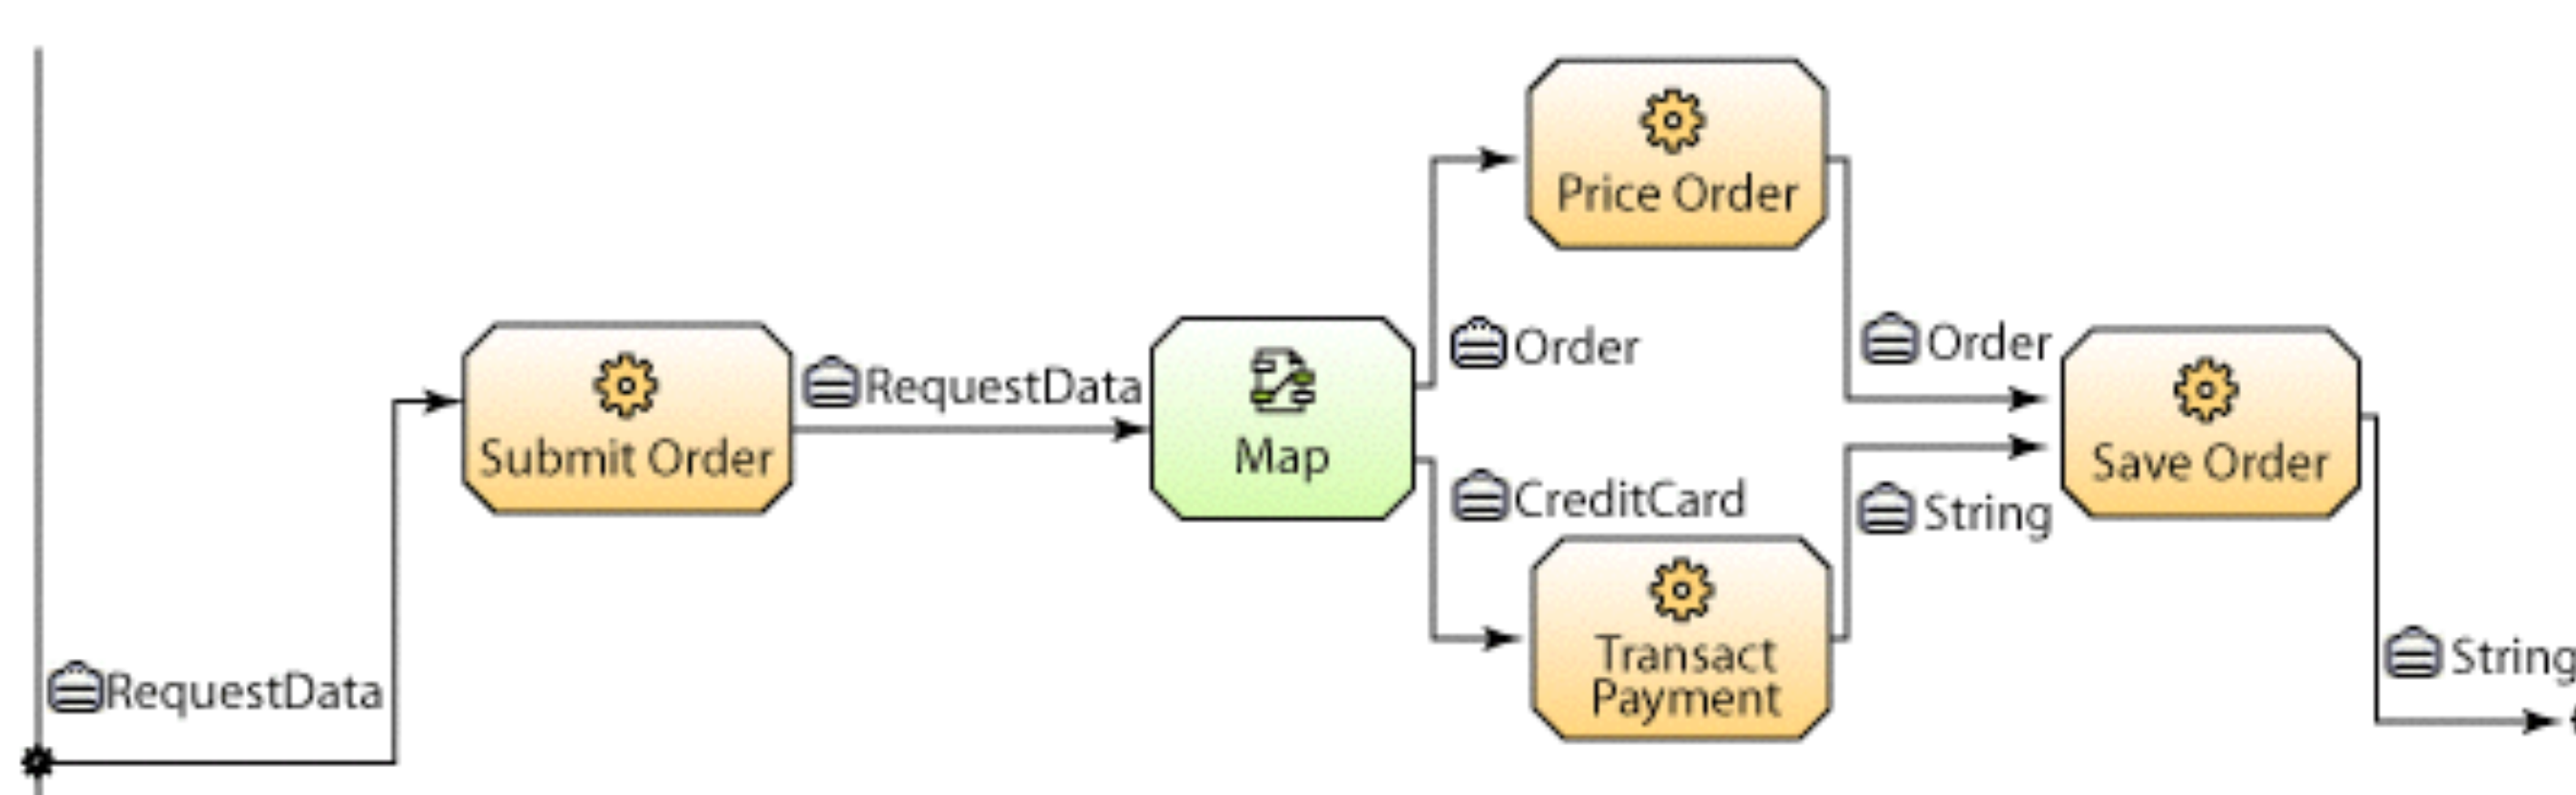 Price Order
Order
Order
RequestData
Submit Order
Map
CreditCard
String
Save Order
Transact
Payment
RequestData
String